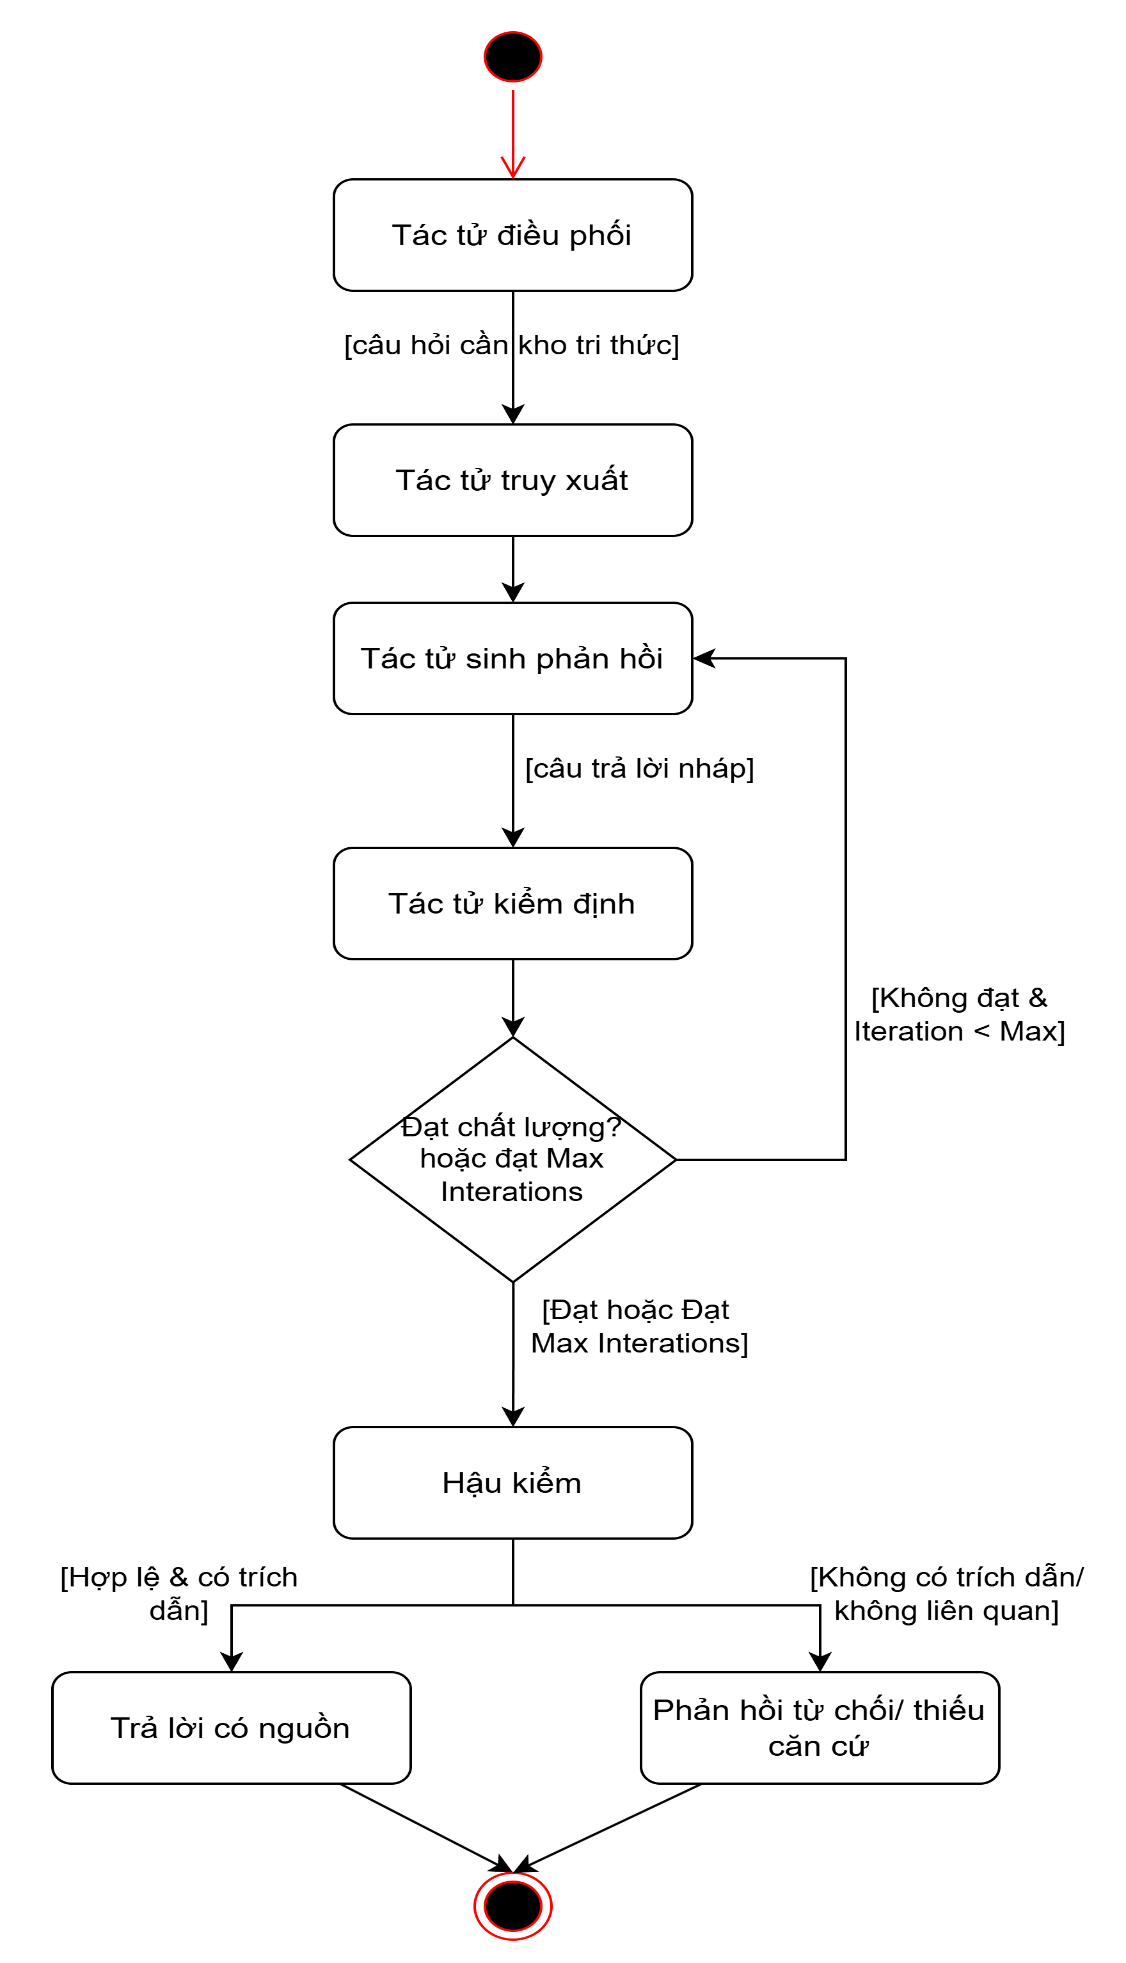 Tác tử điều phối
[câu hỏi cần kho tri thức]
Tác tử truy xuất
Tác tử sinh phản hồi
[câu trả lời nháp]
Tác tử kiểm định
[Không đạt &
Iteration < Max]
Đạt chất lượng?
hoặc đạt Max
Interations
[Đạt hoặc Đạt
Max Interations]
Hậu kiểm
[Hợp lệ & có trích
dẫn]
[Không có trích dẫn/
không liên quan]
Trả lời có nguồn
Phản hồi từ chối/ thiếu
căn cứ